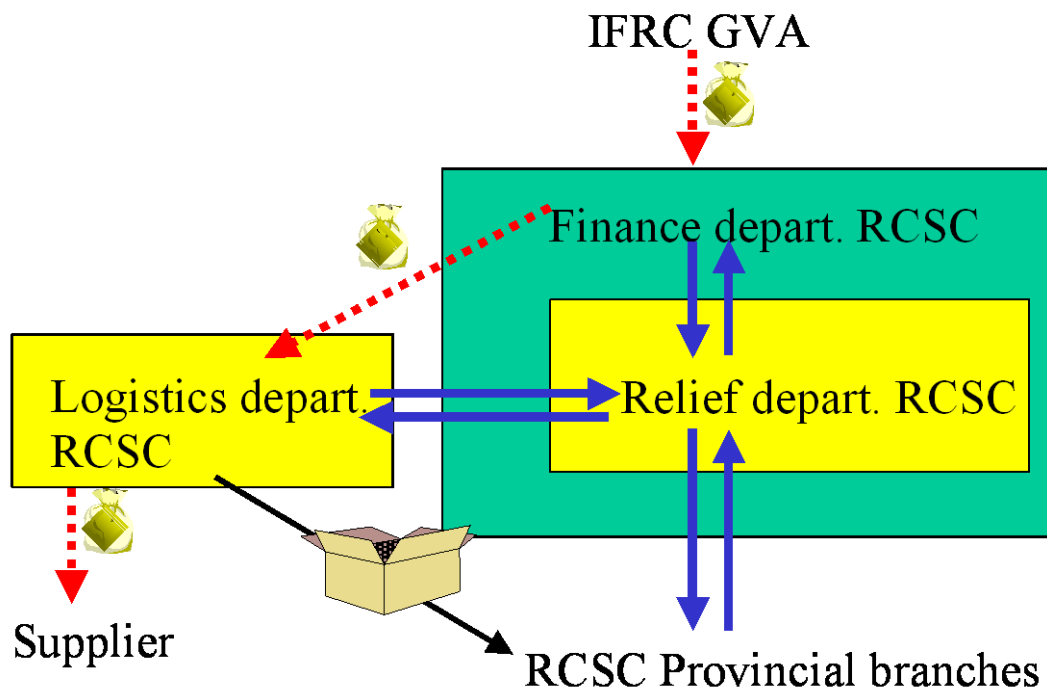 IFRC GVA
Finance depart. RCSC
Logistics depart.
RCSC
Relief depart. RCSC
Supplier
RCSC Provincial branches